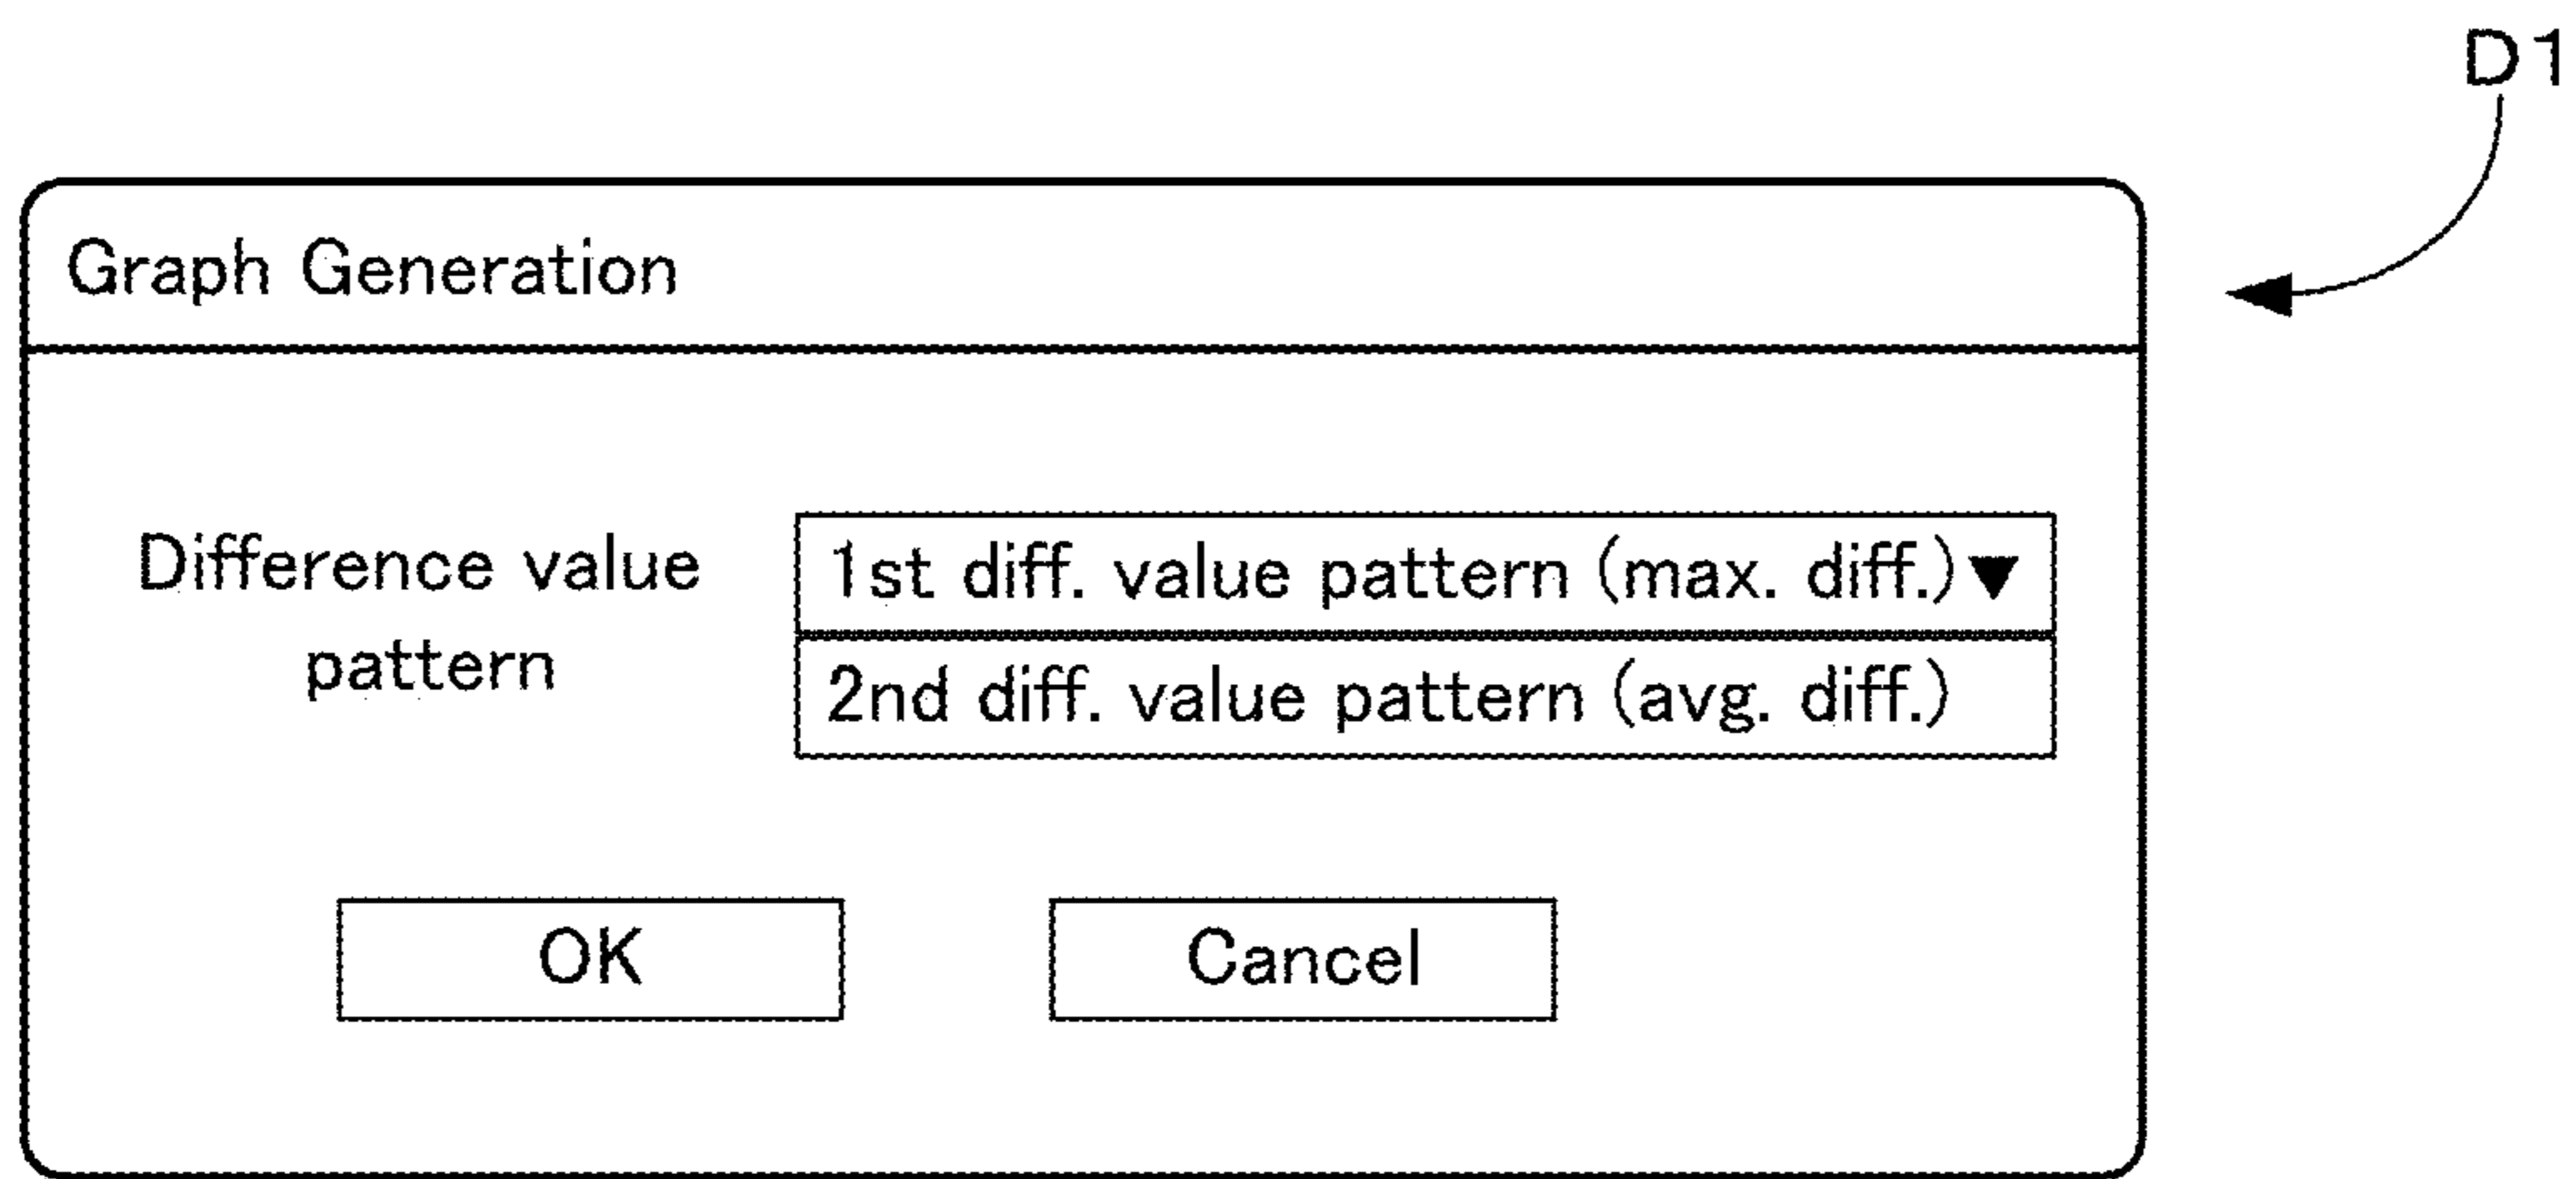 D1
Graph Generation
Difference value
pattern
1st diff. value pattern (max. diff.)▼
2nd diff. value pattern (avg. diff.)
OK
Cancel